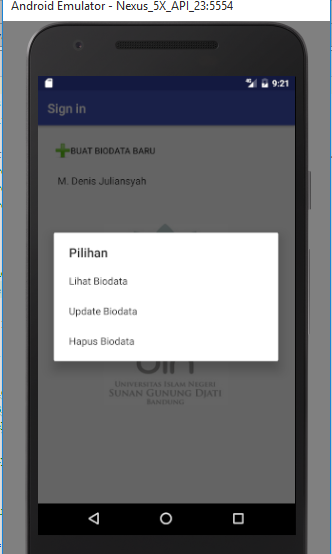 Android Emulator - Nexus_5X_API_23:5554
4G 9:21
Sign in
BUAT BIODATA BARU
M. Denis Juliansyah
Pilihan
Lihat Biodata
Update Biodata
Hapus Biodata
uin
UNIVERSITAS ISLAM NEGERI
SUNAN GUNUNG DJATI
BANDUNG